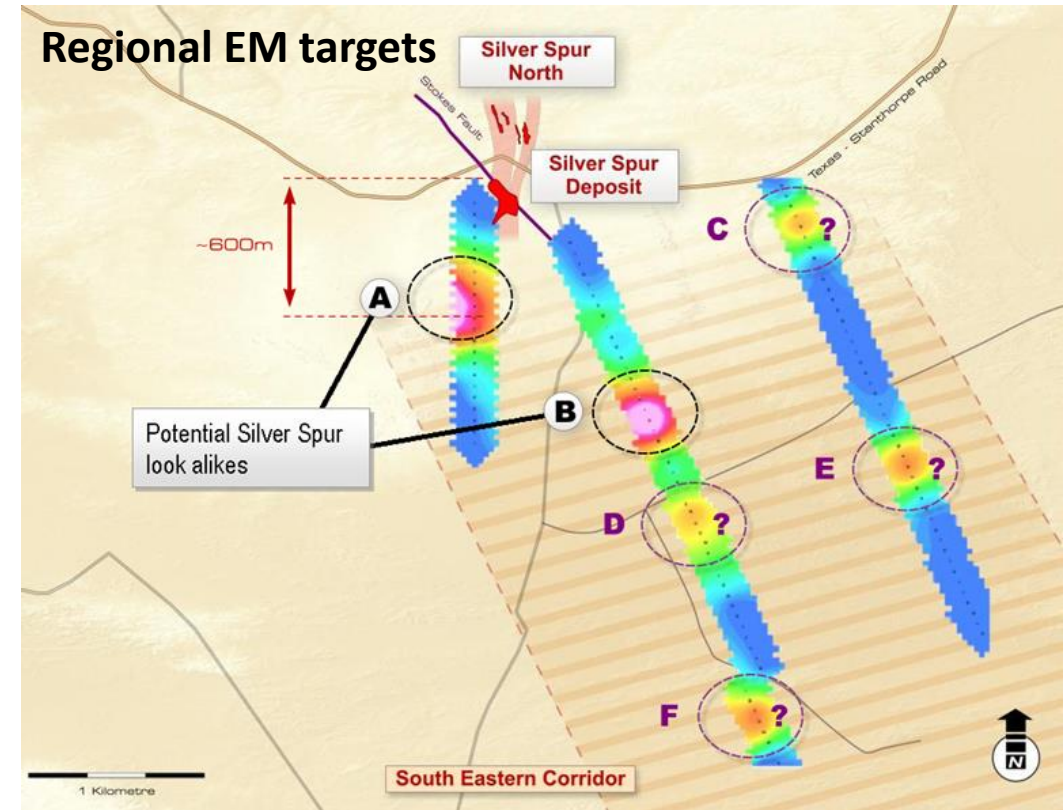 Regional EM targets
Silver Spur
North
Stokes Fault
Texas - Stanthorpe Road
Silver Spur
Deposit
C
?
~600m
A
B
Potential Silver Spur
look alikes
E
?
D
?
F
?
N
South Eastern Corridor
1 Kilometre